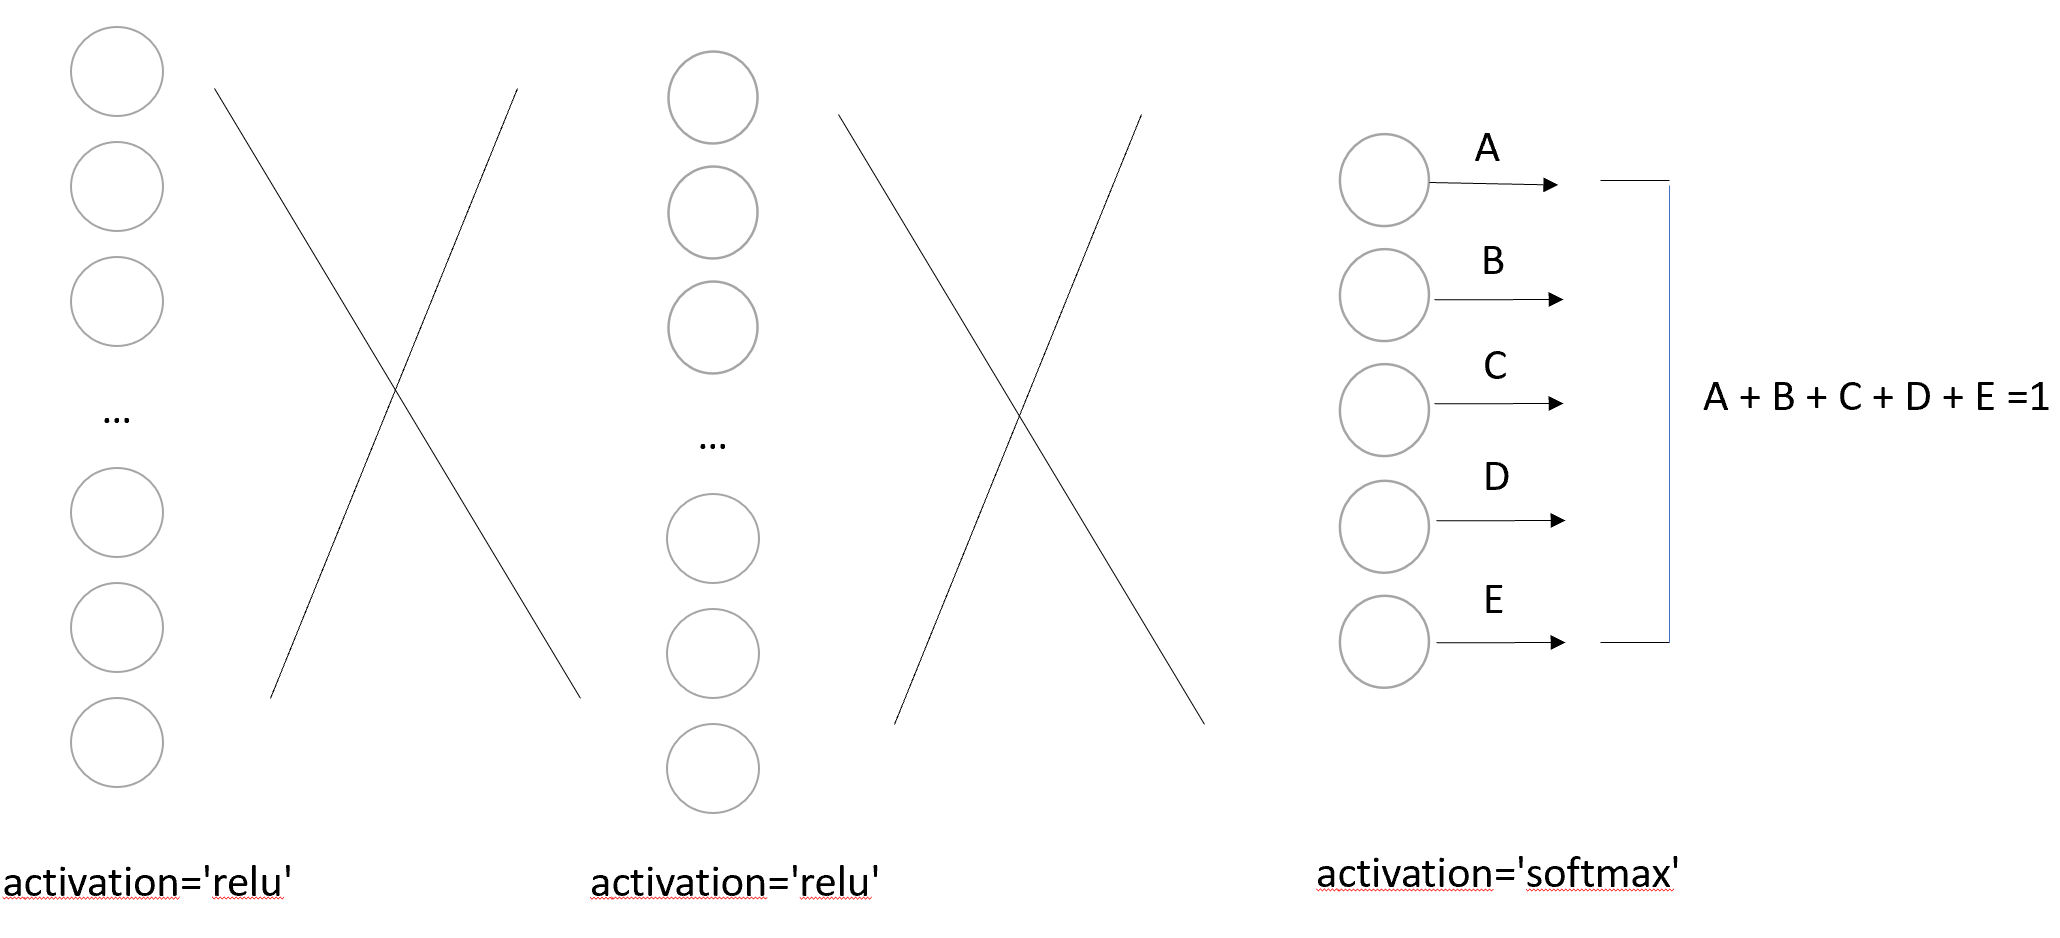 ...
activation='relu'
...
activation='relu'
A
B
C
D
E
A + B + C + D + E =1
activation='softmax'